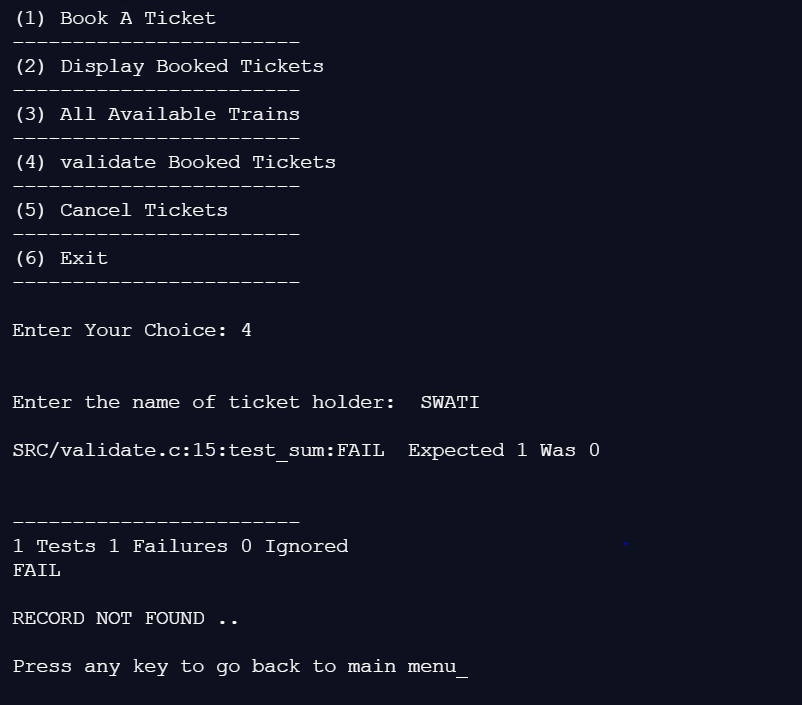 (1) Book A Ticket
------------------------
(2) Display Booked Tickets
------------------------
(3) All Available Trains
------------------------
(4) validate Booked Tickets
------------------------
(5) Cancel Tickets
------------------------
(6) Exit
------------------------
Enter Your Choice: 4
Enter the name of ticket holder:  SWATI
SRC/validate.c:15:test_sum:FAIL  Expected 1 Was 0
------------------------
1 Tests 1 Failures 0 Ignored
FAIL
RECORD NOT FOUND ..
Press any key to go back to main menu_